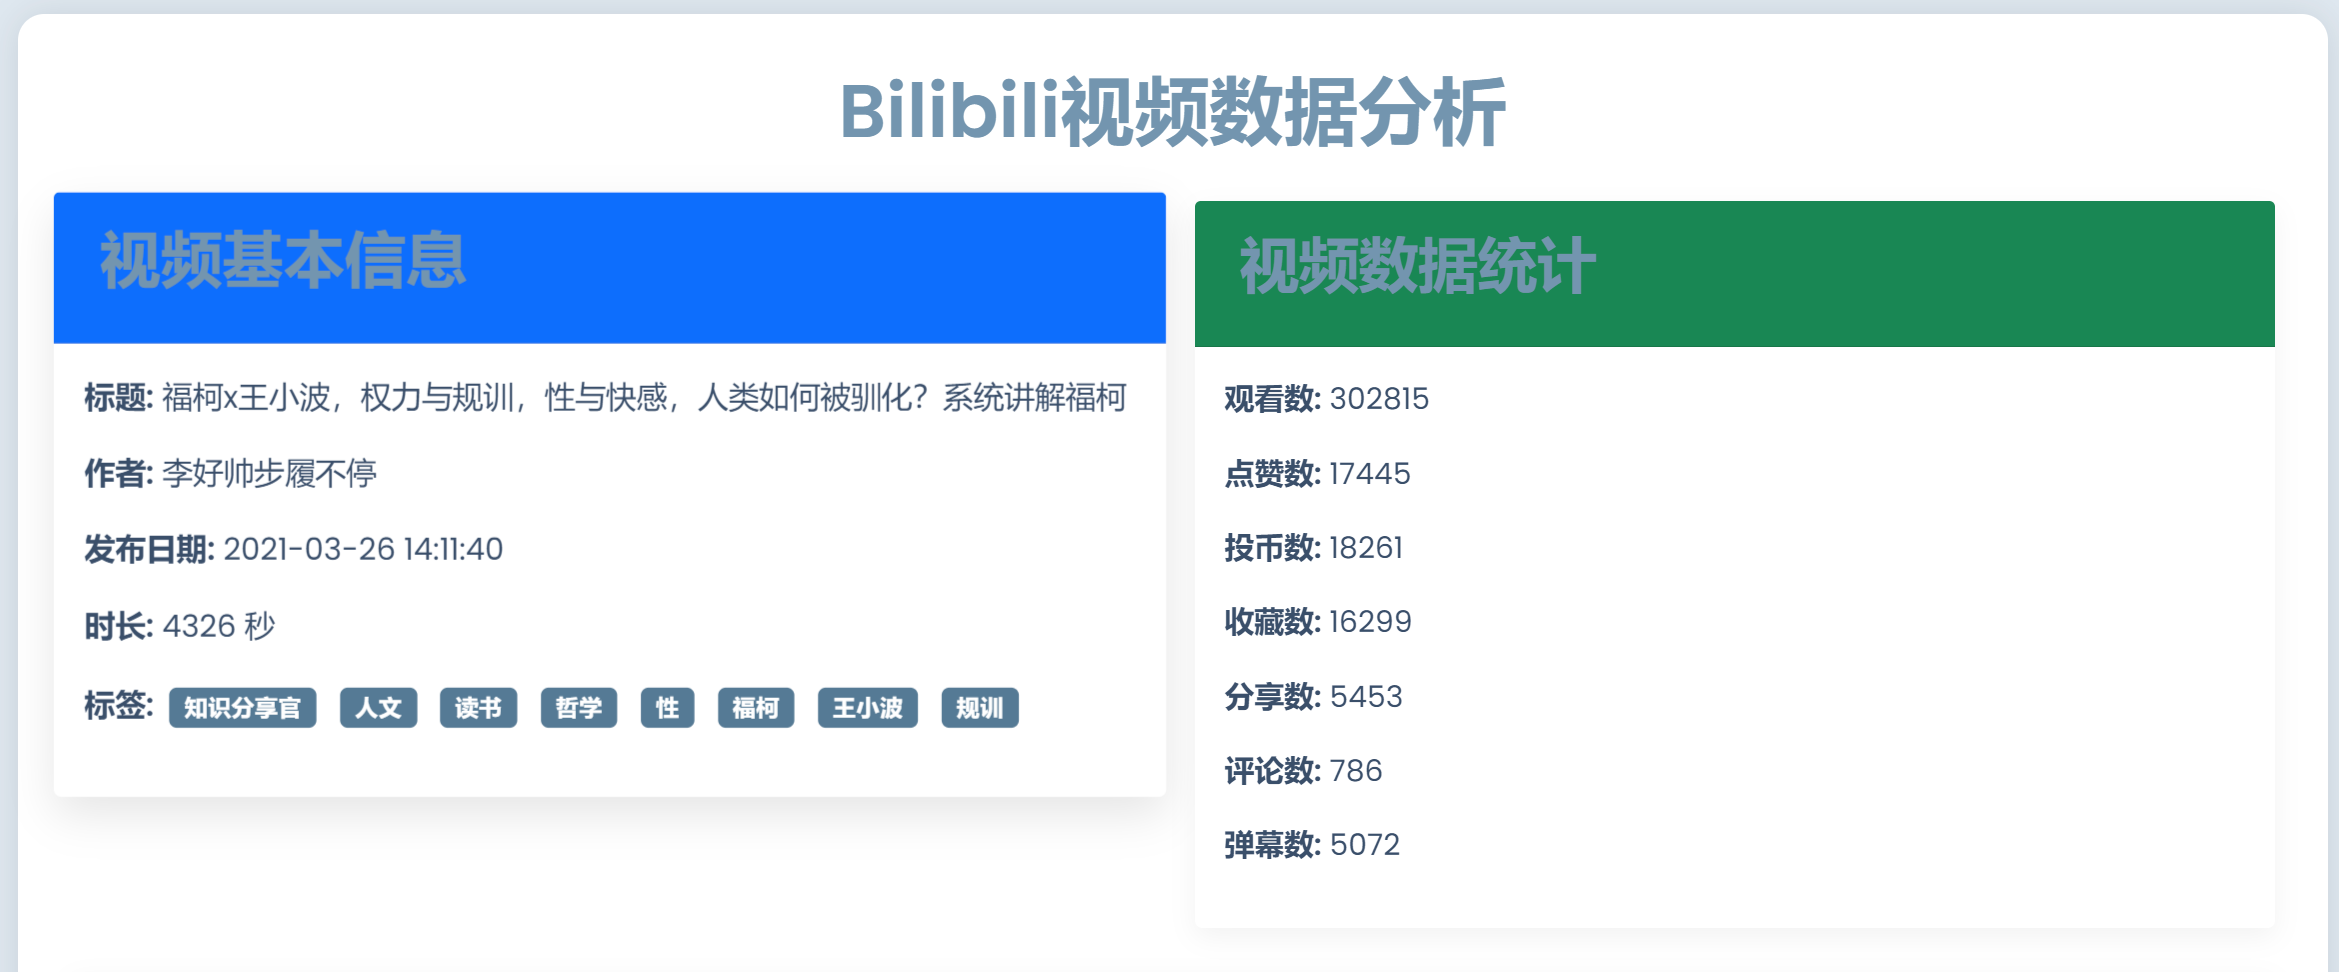 Bilibili视频数据分析
视频基本信息
标题: 福柯x王小波，权力与规训，性与快感，人类如何被驯化？系统讲解福柯
作者: 李好帅步履不停
发布日期: 2021-03-26 14:11:40
时长: 4326 秒
标签: 知识分享官 人文 读书 哲学 性 福柯 王小波 规训
视频数据统计
观看数: 302815
点赞数: 17445
投币数: 18261
收藏数: 16299
分享数: 5453
评论数: 786
弹幕数: 5072